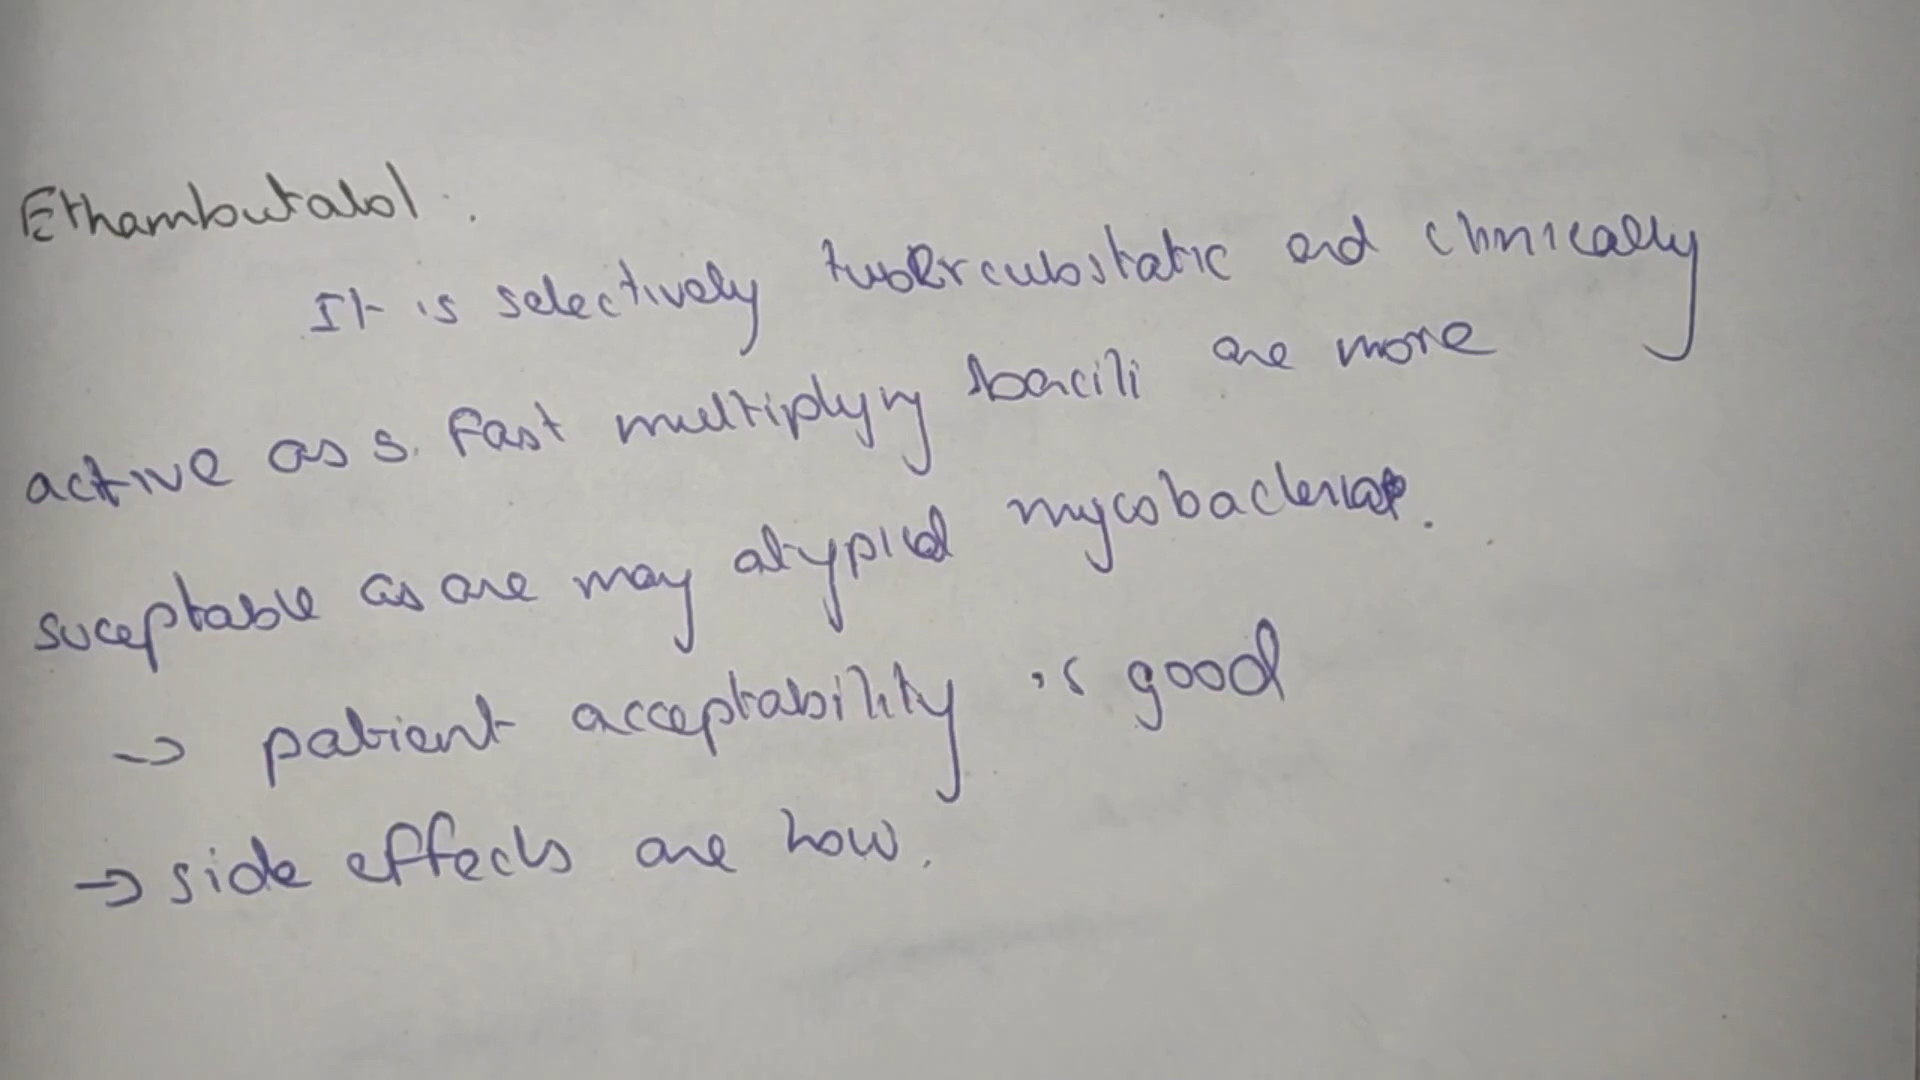 Ethambutalol.
It is selectively tuberculostatic and clinically
active as s. Fast multiplying bacili are more
suceptable as are may atypical mycobacteria.
→ patient acceptability is good
→ side effects are how.